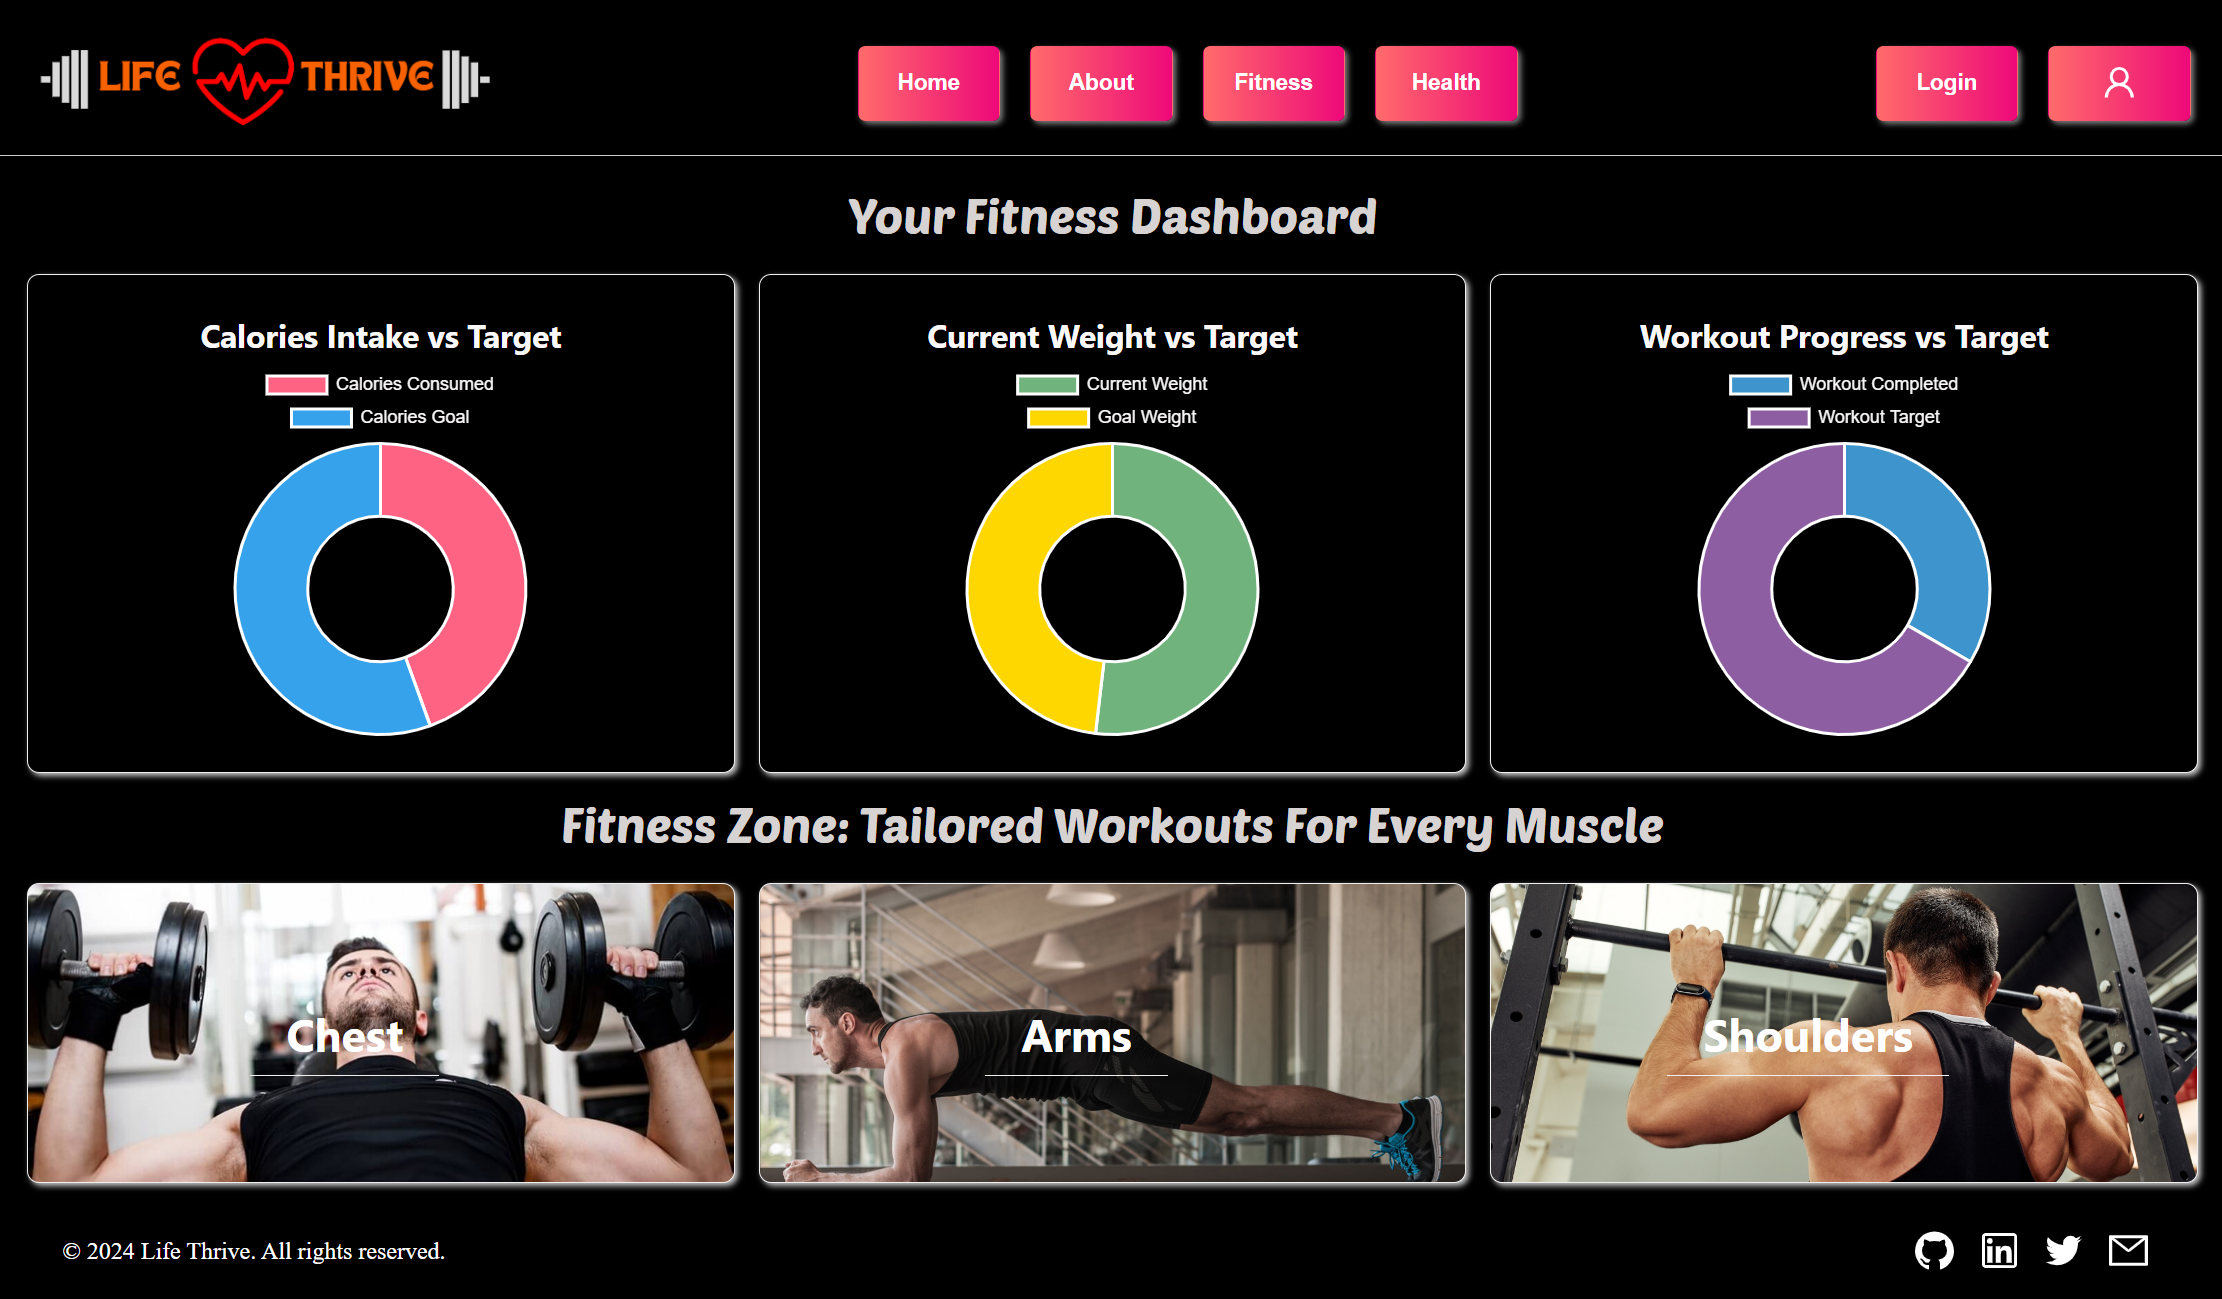 LIFE THRIVE
Home
About
Fitness
Health
Login
Your Fitness Dashboard
Calories Intake vs Target
Calories Consumed
Calories Goal
Current Weight vs Target
Current Weight
Goal Weight
Workout Progress vs Target
Workout Completed
Workout Target
Fitness Zone: Tailored Workouts For Every Muscle
Chest
Arms
Shoulders
© 2024 Life Thrive. All rights reserved.
in